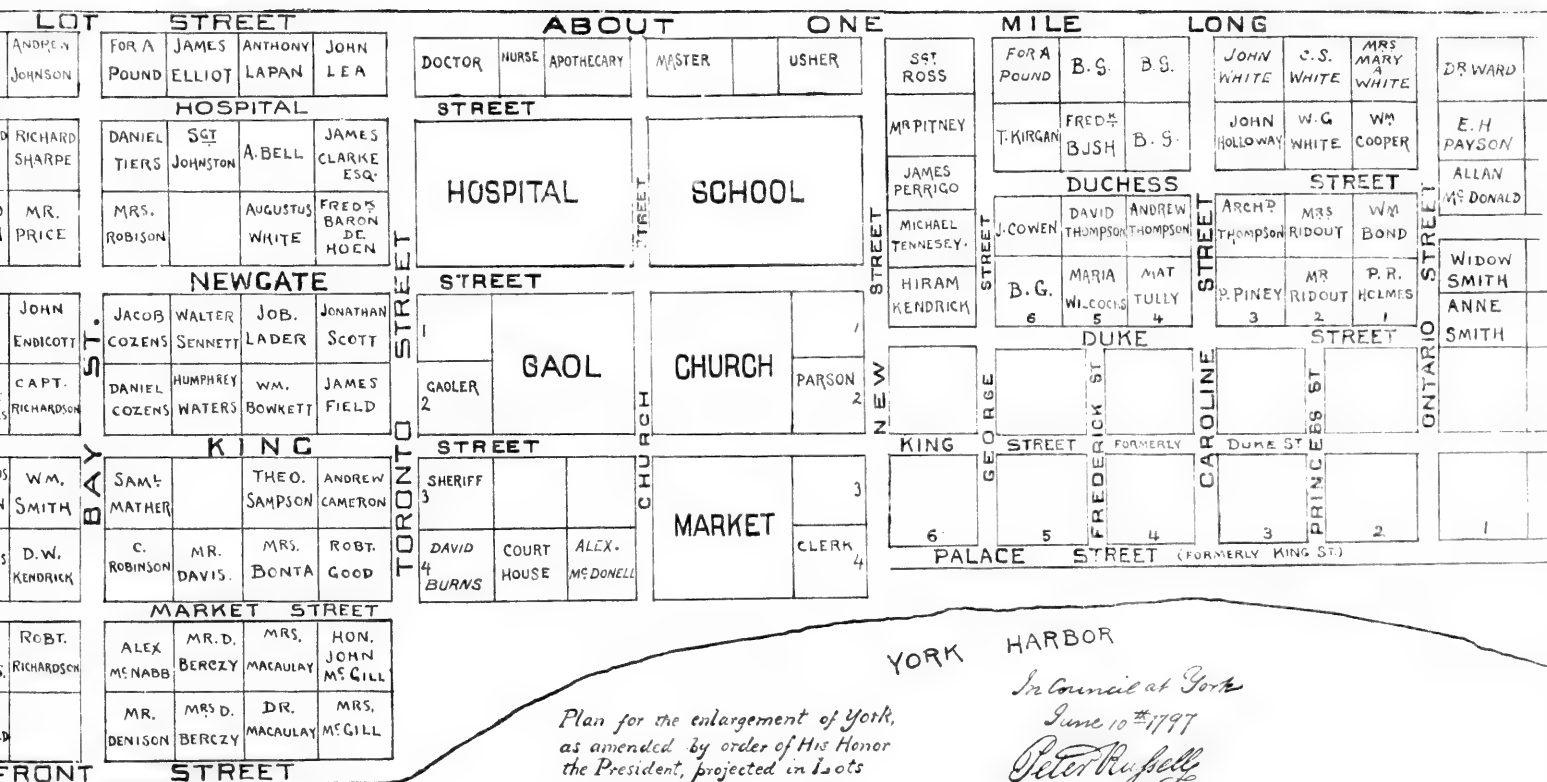 LOT STREET ABOUT ONE MILE LONG
ANDREW JOHNSON
FOR A POUND
JAMES ELLIOT
ANTHONY LAPAN
JOHN LEA
DOCTOR
NURSE
APOTHECARY
MASTER
USHER
SGT ROSS
FOR A POUND
B.G.
B.G.
JOHN WHITE
C.S. WHITE
MRS MARY A WHITE
DR WARD
HOSPITAL STREET
RICHARD SHARPE
DANIEL TIERS
SGT JOHNSTON
A. BELL
JAMES CLARKE ESQ.
HOSPITAL
SCHOOL
MR PITNEY
T. KIRGAN
FREDK BUSH
B.G.
JOHN HOLLOWAY
W.G WHITE
WM COOPER
E.H PAYSON
JAMES PERRIGO
DUCHESS STREET
ALLAN McDONALD
MR. PRICE
MRS. ROBISON
AUGUSTUS WHITE
FREDK BARON DE HOEN
MICHAEL TENNESEY.
J. COWEN
DAVID THOMPSON
ANDREW THOMPSON
ARCHD THOMPSON
MRS RIDOUT
WM BOND
WIDOW SMITH
NEWGATE STREET
HIRAM KENDRICK
B.G. 6
MARIA WILCOCKS 5
MAT TULLY 4
P. PINEY 3
MR RIDOUT 2
P.R. HOLMES 1
ANNE SMITH
JOHN ENDICOTT
JACOB COZENS
WALTER SENNETT
JOB. LADER
JONATHAN SCOTT
1
GAOL
CHURCH
1
DUKE STREET
CAPT. RICHARDSON
DANIEL COZENS
HUMPHREY WATERS
WM. BOWKETT
JAMES FIELD
GAOLER 2
PARSON 2
KING STREET
KING STREET FORMERLY DUKE ST
WM. SMITH
SAML MATHER
THEO. SAMPSON
ANDREW CAMERON
SHERIFF 3
MARKET
3
D.W. KENDRICK
C. ROBINSON
MR. DAVIS.
MRS. BONTA
ROBT. GOOD
DAVID 4 BURNS
COURT HOUSE
ALEX. McDONELL
CLERK 4
6
5
4
3
2
1
PALACE STREET (FORMERLY KING ST.)
MARKET STREET
ROBT. RICHARDSON
ALEX McNABB
MR. D. BERCZY
MRS. MACAULAY
HON. JOHN McGILL
MR. DENISON
MRS D. BERCZY
DR. MACAULAY
MRS. McGILL
FRONT STREET
BAY ST.
TORONTO STREET
CHURCH STREET
NEW STREET
GEORGE STREET
FREDERICK ST
CAROLINE STREET
PRINCESS ST
ONTARIO STREET
YORK HARBOR
Plan for the enlargement of York,
as amended by order of His Honor
the President, projected in Lots
In Council at York
June 10th 1797
Peter Russell